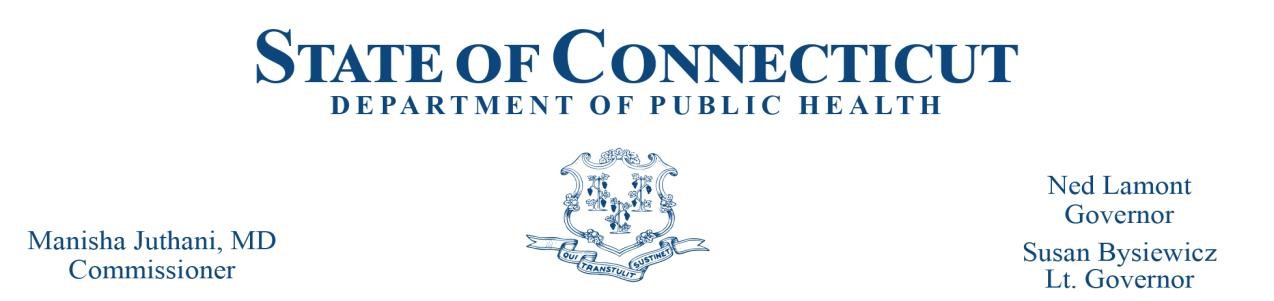 STATE OF CONNECTICUT
DEPARTMENT OF PUBLIC HEALTH
Manisha Juthani, MD
Commissioner
QUI TRANSTULIT SUSTINET
Ned Lamont
Governor
Susan Bysiewicz
Lt. Governor